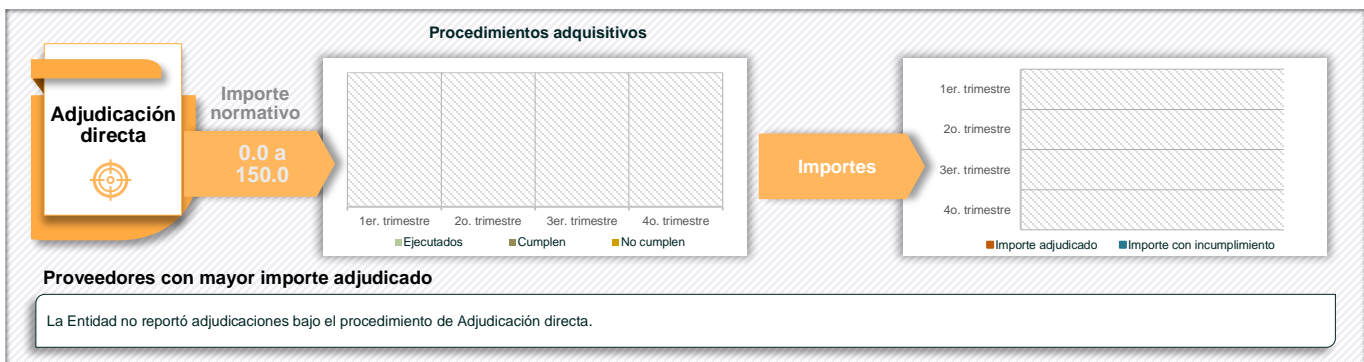 Procedimientos adquisitivos
Adjudicación
directa
Importe
normativo
0.0 a
150.0
1er. trimestre 2o. trimestre 3er. trimestre 4o. trimestre
Ejecutados Cumplen No cumplen
Importes
1er. trimestre
2o. trimestre
3er. trimestre
4o. trimestre
Importe adjudicado Importe con incumplimiento
Proveedores con mayor importe adjudicado
La Entidad no reportó adjudicaciones bajo el procedimiento de Adjudicación directa.